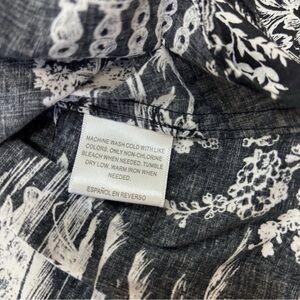 MACHINE WASH COLD WITH LIKE
COLORS. ONLY NON-CHLORINE
BLEACH WHEN NEEDED. TUMBLE
DRY LOW. WARM IRON WHEN
NEEDED.
ESPAÑOL EN REVERSO